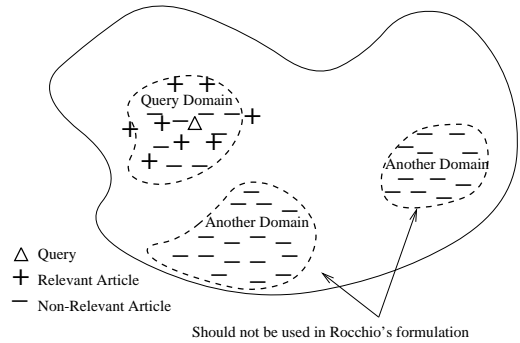 Query Domain
Another Domain
Another Domain
Query
Relevant Article
Non-Relevant Article
Should not be used in Rocchio's formulation